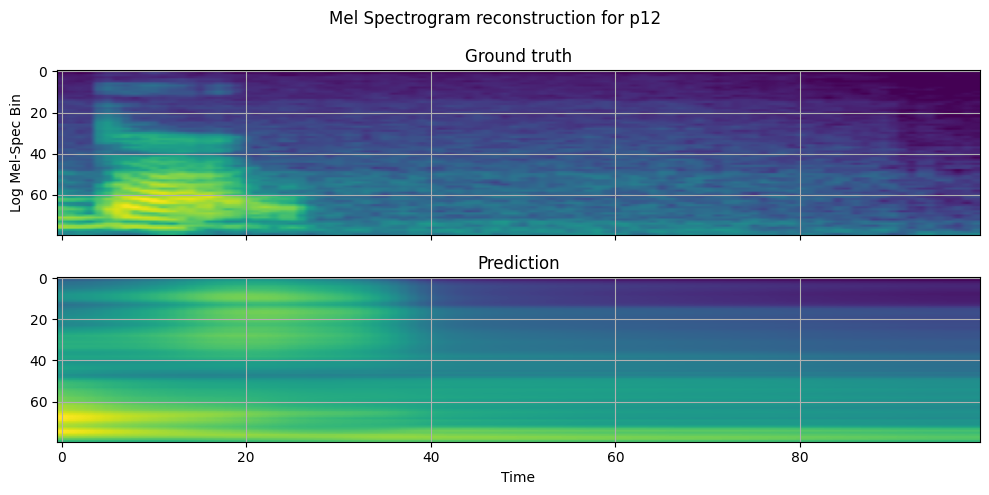 Mel Spectrogram reconstruction for p12
Ground truth
0
20
40
60
Log Mel-Spec Bin
Prediction
0
20
40
60
0 20 40 60 80
Time